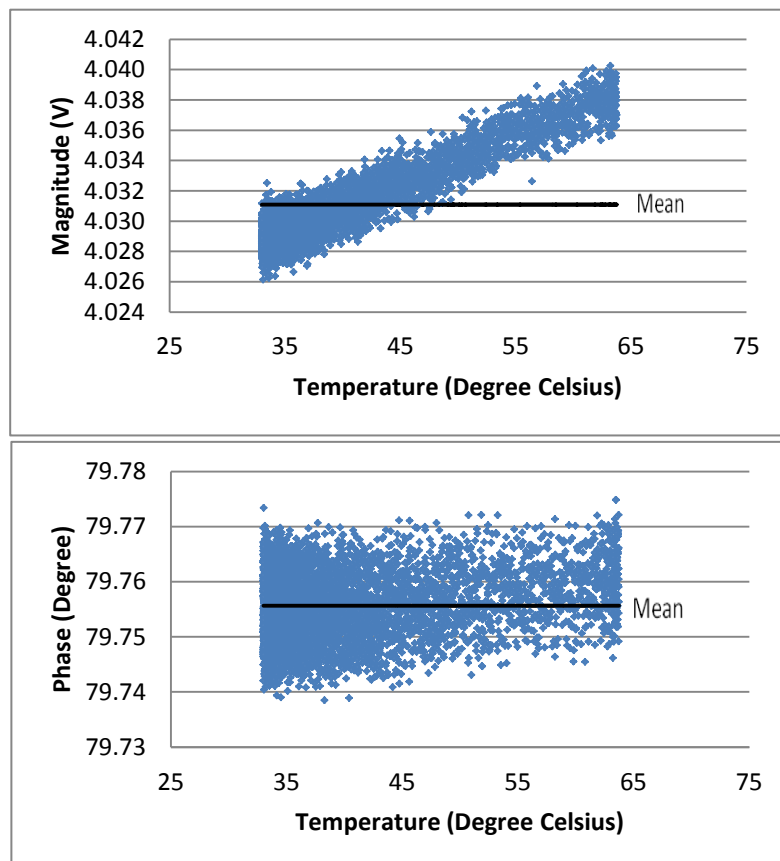 4.042
4.040
4.038
4.036
4.034
4.032
4.030
4.028
4.026
4.024
Magnitude (V)
Mean
25 35 45 55 65 75
Temperature (Degree Celsius)
79.78
79.77
79.76
79.75
79.74
79.73
Phase (Degree)
Mean
25 35 45 55 65 75
Temperature (Degree Celsius)